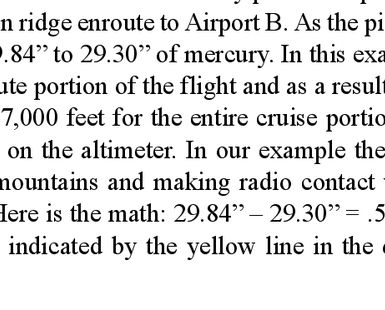 n ridge enroute to Airport B. As the pi
9.84” to 29.30” of mercury. In this exa
ute portion of the flight and as a result
7,000 feet for the entire cruise portio
on the altimeter. In our example the
mountains and making radio contact
Here is the math: 29.84” – 29.30” = .5
indicated by the yellow line in the